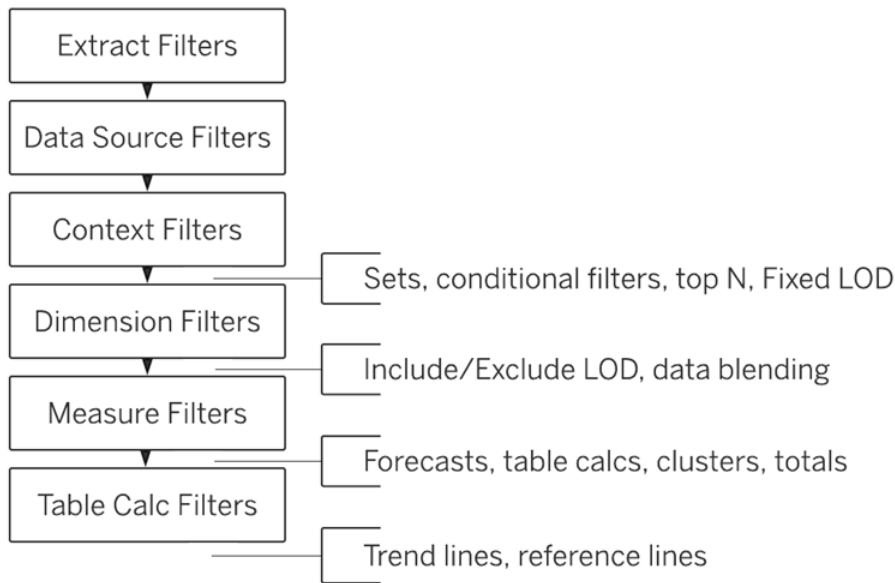 Extract Filters
Data Source Filters
Context Filters
Sets, conditional filters, top N, Fixed LOD
Dimension Filters
Include/Exclude LOD, data blending
Measure Filters
Forecasts, table calcs, clusters, totals
Table Calc Filters
Trend lines, reference lines